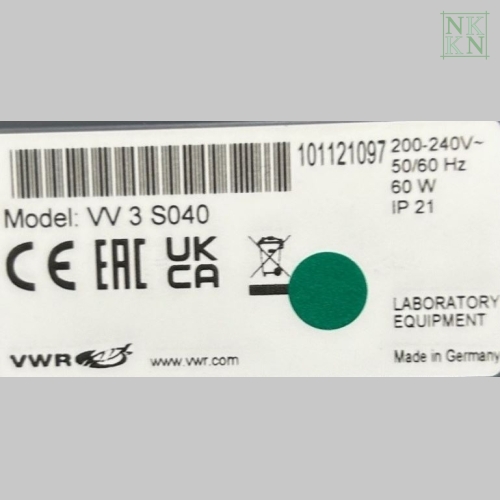 NK
KN
101121097
200-240V~
50/60 Hz
60 W
IP 21
Model: VV 3 S040
CE EAC UK
CA
LABORATORY
EQUIPMENT
VWR www.vwr.com Made in Germany